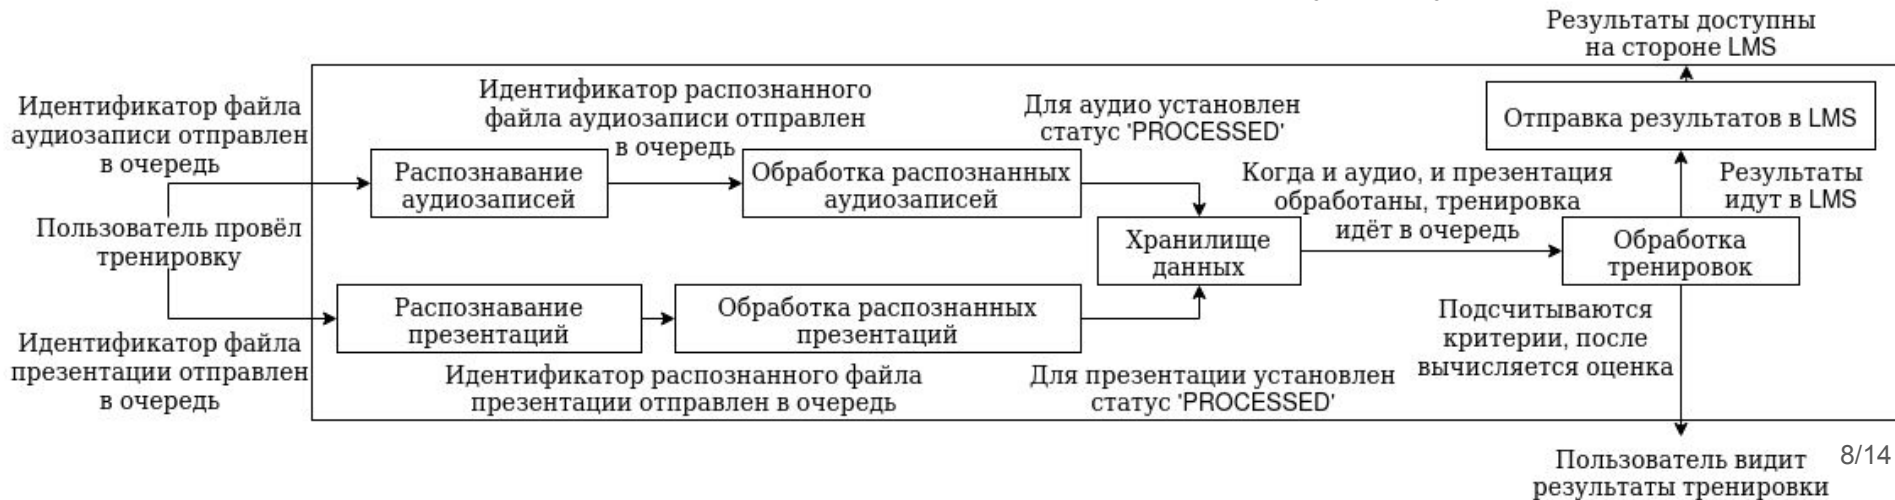 Результаты доступны
на стороне LMS
Идентификатор файла
аудиозаписи отправлен
в очередь
Идентификатор распознанного
файла аудиозаписи отправлен
в очередь
Для аудио установлен
статус 'PROCESSED'
Отправка результатов в LMS
Распознавание
аудиозаписей
Обработка распознанных
аудиозаписей
Когда и аудио, и презентация
обработаны, тренировка
идёт в очередь
Результаты
идут в LMS
Пользователь провёл
тренировку
Хранилище
данных
Обработка
тренировок
Распознавание
презентаций
Обработка распознанных
презентаций
Подсчитываются
критерии, после
вычисляется оценка
Идентификатор файла
презентации отправлен
в очередь
Идентификатор распознанного файла
презентации отправлен в очередь
Для презентации установлен
статус 'PROCESSED'
Пользователь видит
результаты тренировки
8/14